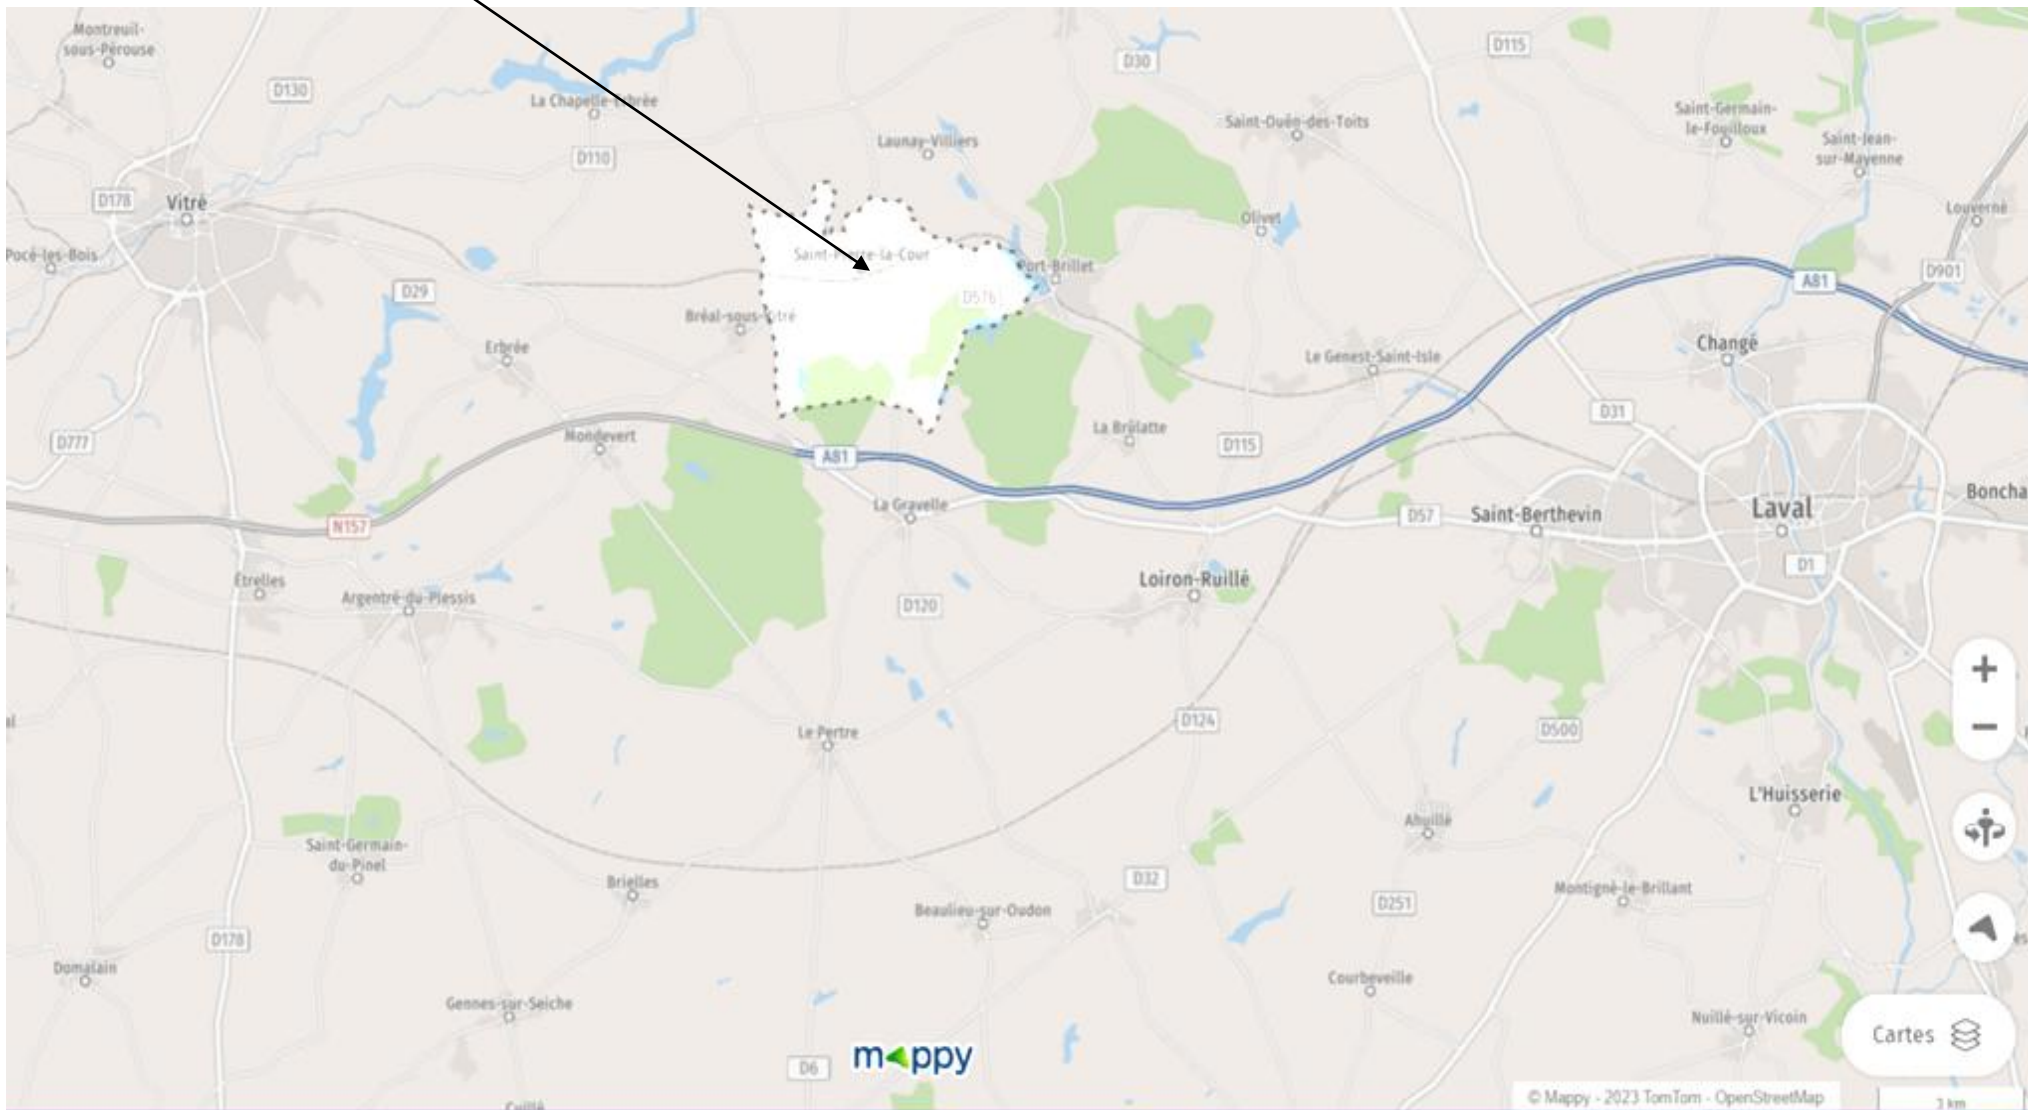 Montreuil-
sous-Pérouse
D130
La Chapelle-Erbrée
D110
D30
D115
Launay-Villiers
Saint-Ouën-des-Toits
Saint-Germain-
le-Fouilloux
Saint-Jean-
sur-Mayenne
Louverné
D178
Vitré
Pocé-les-Bois
D29
Saint-Pierre-la-Cour
Olivet
Port-Brillet
D576
Bréal-sous-Vitré
Erbrée
Le Genest-Saint-Isle
A81
D901
Changé
D777
Mondevert
A81
La Brûlatte
D115
D31
N157
La Gravelle
D57
Saint-Berthevin
Laval
Boncha
Étrelles
Argentré-du-Plessis
D120
Loiron-Ruillé
D1
Le Pertre
D124
D500
L'Huisserie
Ahuillé
Saint-Germain-
du-Pinel
Brielles
D32
Beaulieu-sur-Oudon
D251
Montigné-le-Brillant
D178
Domalain
Gennes-sur-Seiche
Courbeveille
Nuillé-sur-Vicoin
Cartes
D6
mappy
© Mappy - 2023 TomTom - OpenStreetMap
3 km